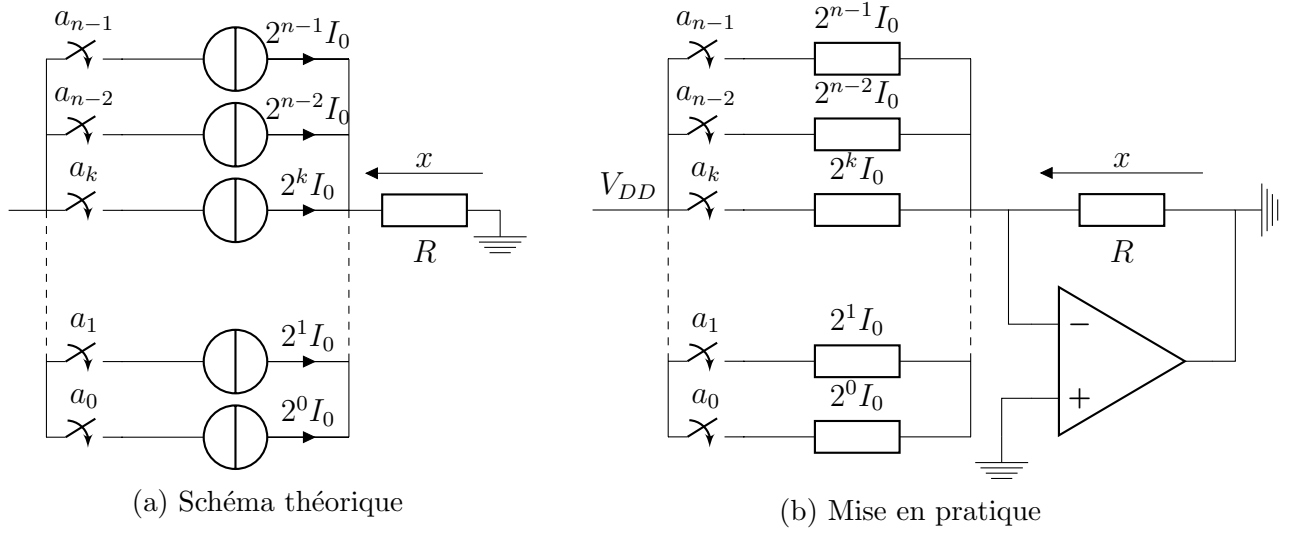 a_{n−1}
2^{n−1}I_0
a_{n−2}
2^{n−2}I_0
a_k
2^kI_0
x
R
a_1
2^1I_0
a_0
2^0I_0
(a) Schéma théorique
a_{n−1}
2^{n−1}I_0
a_{n−2}
2^{n−2}I_0
V_{DD}
a_k
2^kI_0
x
R
a_1
2^1I_0
−
a_0
2^0I_0
+
(b) Mise en pratique